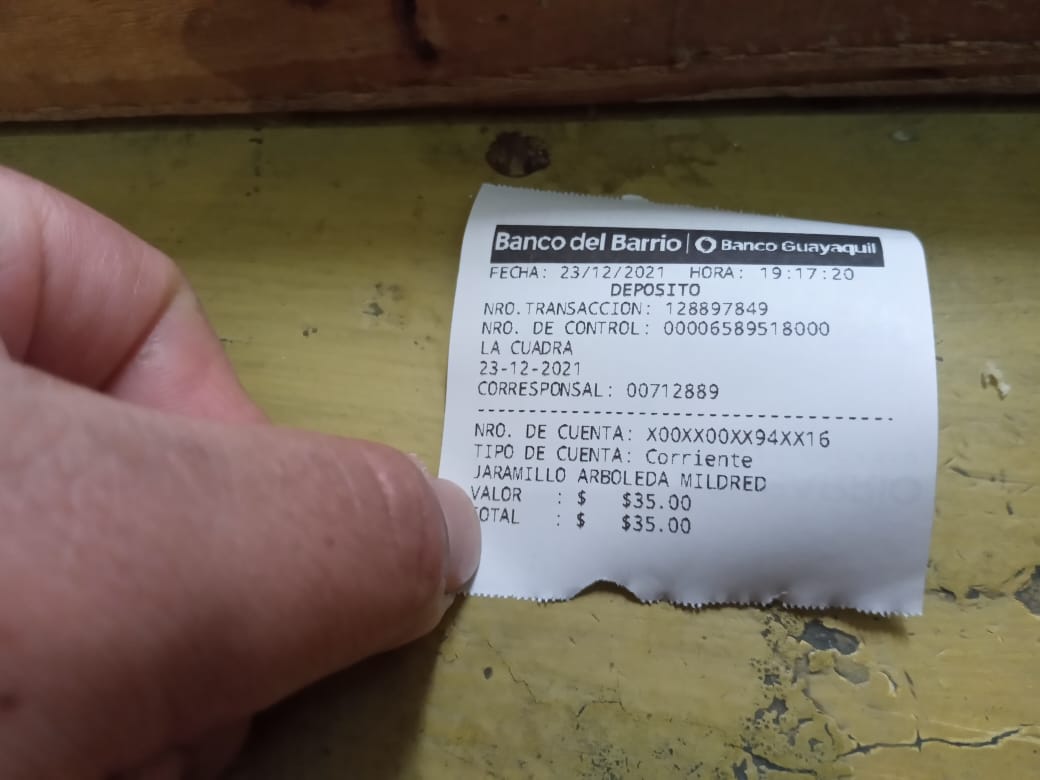 Banco del Barrio | Banco Guayaquil
FECHA: 23/12/2021 HORA: 19:17:20
DEPOSITO
NRO.TRANSACCION: 128897849
NRO. DE CONTROL: 00006589518000
LA CUADRA
23-12-2021
CORRESPONSAL: 00712889
NRO. DE CUENTA: X00XX00XX94XX16
TIPO DE CUENTA: Corriente
JARAMILLO ARBOLEDA MILDRED
VALOR : $ $35.00
TOTAL : $ $35.00